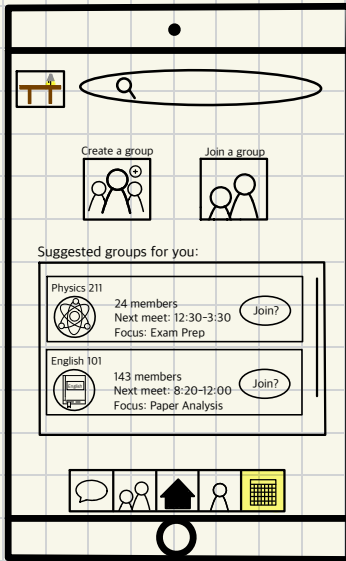 Create a group
Join a group
Suggested groups for you:
Physics 211
24 members
Next meet: 12:30-3:30
Focus: Exam Prep
Join?
English 101
English
143 members
Next meet: 8:20-12:00
Focus: Paper Analysis
Join?